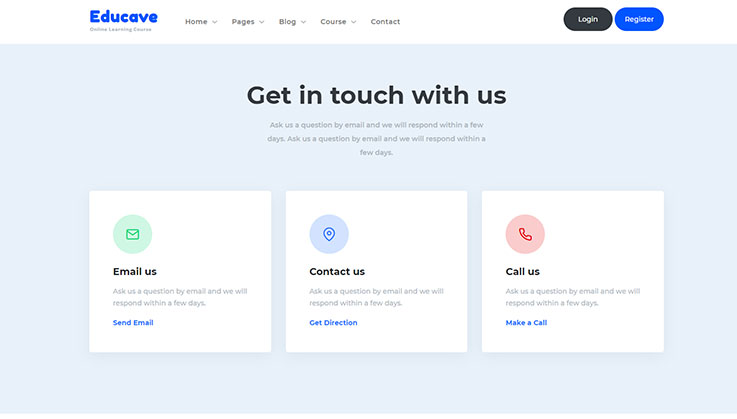 Educave
Online Learning Course
Home
Pages
Blog
Course
Contact
Login
Register
Get in touch with us
Ask us a question by email and we will respond within a few
days. Ask us a question by email and we will respond within a
few days.
Email us
Ask us a question by email and we will
respond within a few days.
Send Email
Contact us
Ask us a question by email and we will
respond within a few days.
Get Direction
Call us
Ask us a question by email and we will
respond within a few days.
Make a Call